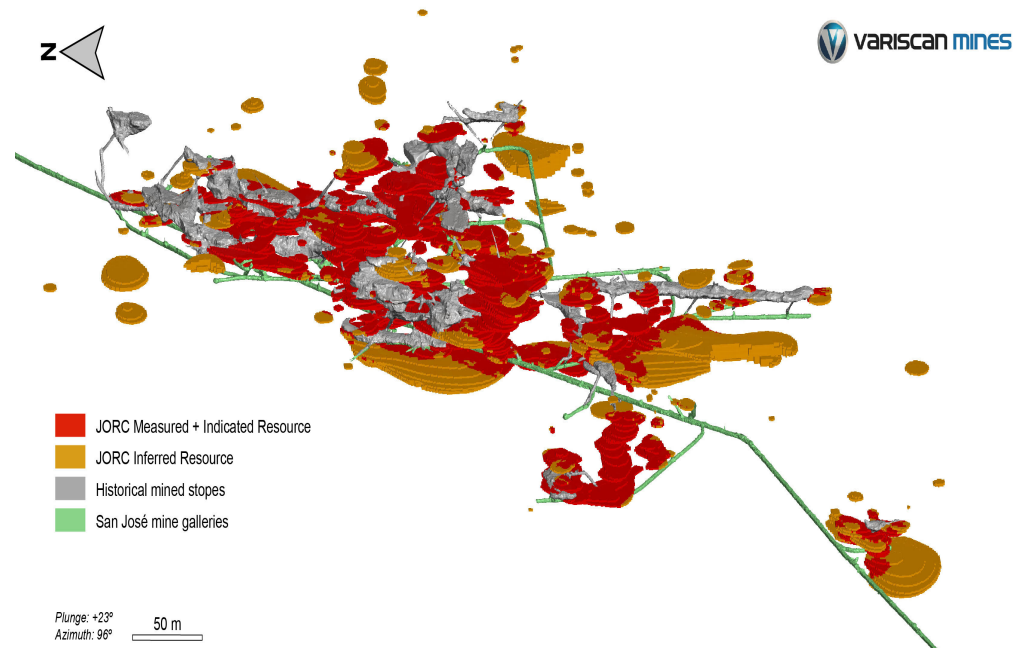 N
VARISCAN MINES
JORC Measured + Indicated Resource
JORC Inferred Resource
Historical mined stopes
San José mine galleries
Plunge: +23º
Azimuth: 96º
50 m